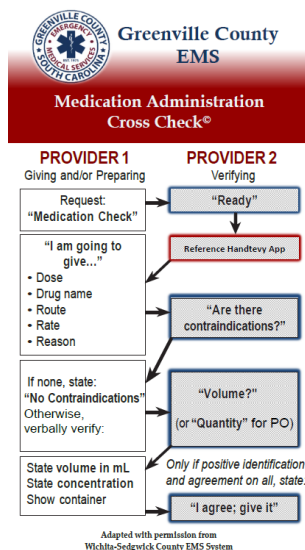 GREENVILLE COUNTY
EMERGENCY
MEDICAL SERVICES
SOUTH CAROLINA
Greenville County
EMS
Medication Administration
Cross Check©
PROVIDER 1
Giving and/or Preparing
PROVIDER 2
Verifying
Request:
“Medication Check”
“Ready”
“I am going to
give…”
• Dose
• Drug name
• Route
• Rate
• Reason
Reference Handtevy App
“Are there
contraindications?”
If none, state:
“No Contraindications”
Otherwise,
verbally verify:
“Volume?”
(or “Quantity” for PO)
State volume in mL
State concentration
Show container
Only if positive identification
and agreement on all, state:
“I agree; give it”
Adapted with permission from
Wichita-Sedgwick County EMS System